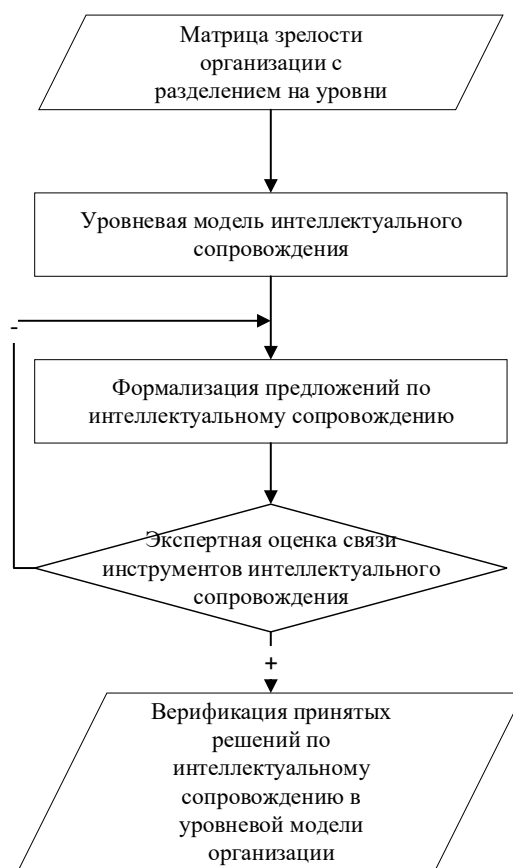 Матрица зрелости
организации с
разделением на уровни
Уровневая модель интеллектуального
сопровождения
-
Формализация предложений по
интеллектуальному сопровождению
Экспертная оценка связи
инструментов интеллектуального
сопровождения
+
Верификация принятых
решений по
интеллектуальному
сопровождению в
уровневой модели
организации